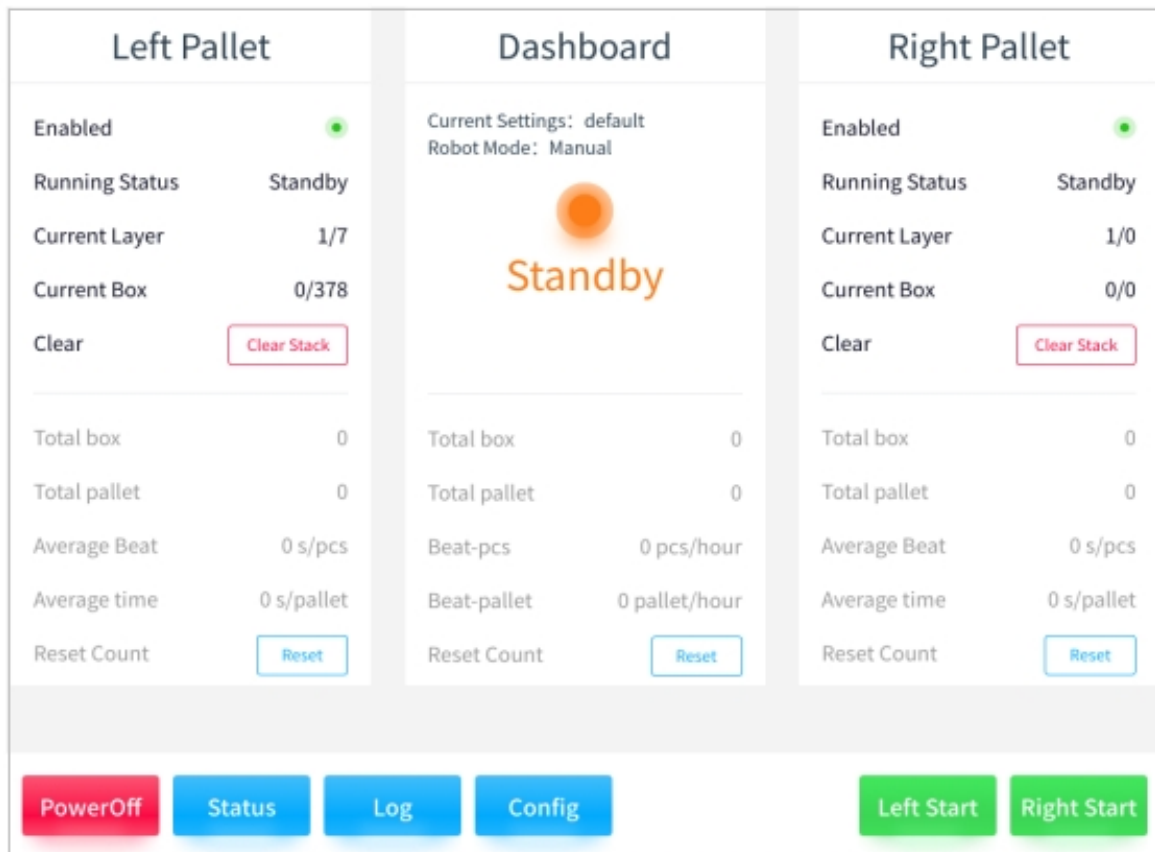 Left Pallet
Enabled
Running Status Standby
Current Layer 1/7
Current Box 0/378
Clear Clear Stack
Total box 0
Total pallet 0
Average Beat 0 s/pcs
Average time 0 s/pallet
Reset Count Reset
Dashboard
Current Settings：default
Robot Mode：Manual
Standby
Total box 0
Total pallet 0
Beat-pcs 0 pcs/hour
Beat-pallet 0 pallet/hour
Reset Count Reset
Right Pallet
Enabled
Running Status Standby
Current Layer 1/0
Current Box 0/0
Clear Clear Stack
Total box 0
Total pallet 0
Average Beat 0 s/pcs
Average time 0 s/pallet
Reset Count Reset
PowerOff Status Log Config Left Start Right Start